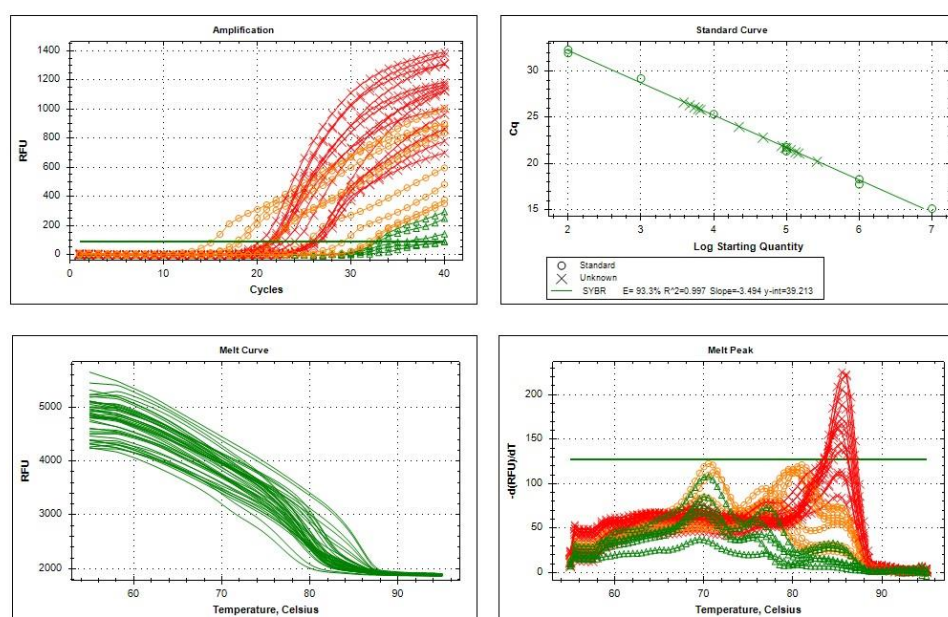 Amplification
1400
1200
1000
800
600
400
200
0
RFU
0 10 20 30 40
Cycles
Standard Curve
30
25
20
15
Cq
2 3 4 5 6 7
Log Starting Quantity
Standard
Unknown
SYBR E= 93.3% R^2=0.997 Slope=-3.494 y-int=39.213
Melt Curve
5000
4000
3000
2000
RFU
60 70 80 90
Temperature, Celsius
Melt Peak
200
150
100
50
0
-d(RFU)/dT
60 70 80 90
Temperature, Celsius